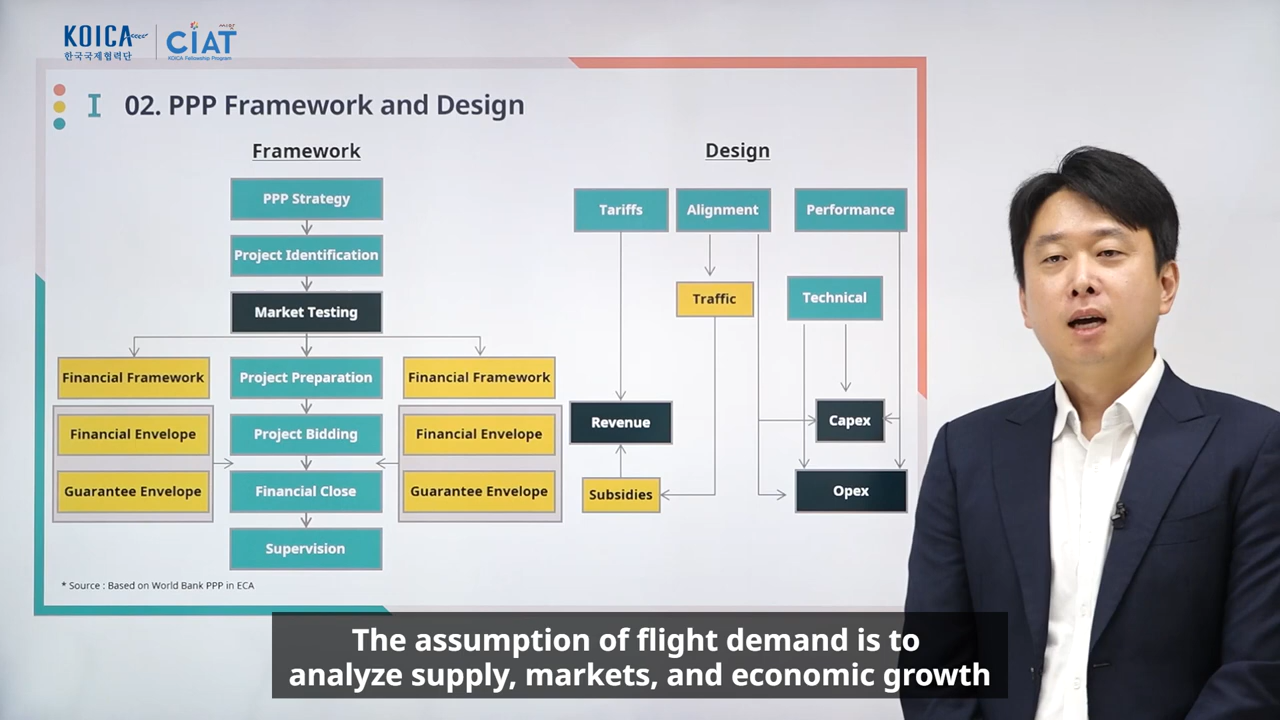 KOICA
한국국제협력단
CIAT
KOICA Fellowship Program
I 02. PPP Framework and Design
Framework
PPP Strategy
Project Identification
Market Testing
Financial Framework
Project Preparation
Financial Framework
Financial Envelope
Project Bidding
Financial Envelope
Guarantee Envelope
Financial Close
Guarantee Envelope
Supervision
Design
Tariffs
Alignment
Performance
Traffic
Technical
Revenue
Capex
Subsidies
Opex
* Source : Based on World Bank PPP in ECA
The assumption of flight demand is to
analyze supply, markets, and economic growth